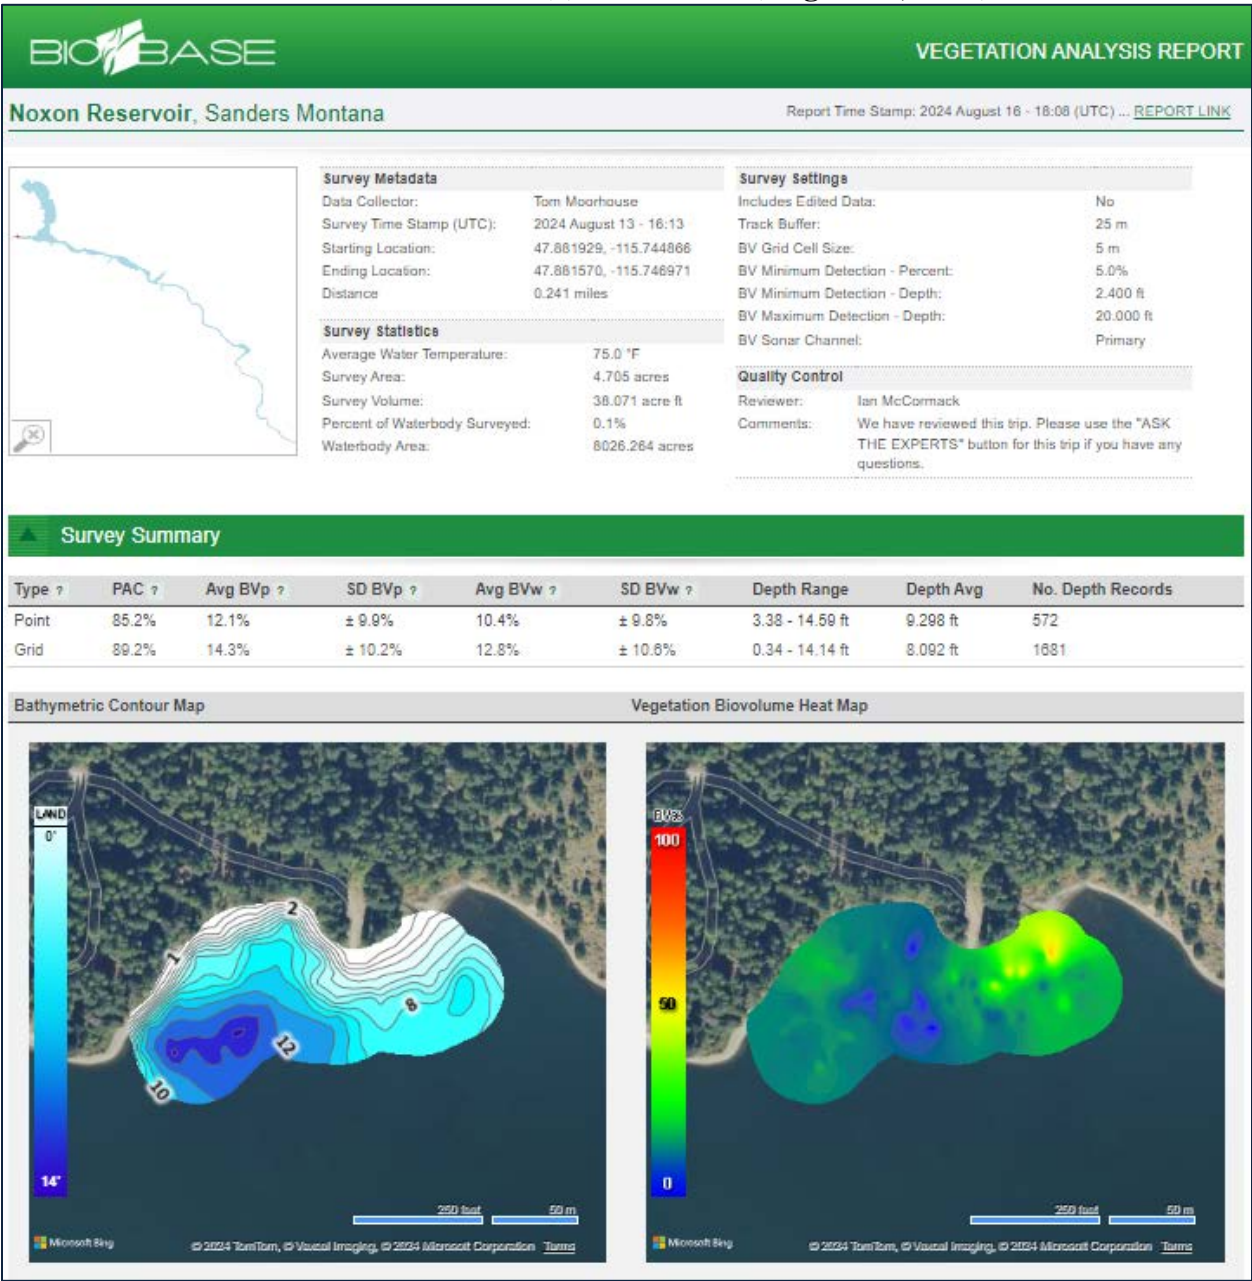 BIOBASE
VEGETATION ANALYSIS REPORT
Noxon Reservoir, Sanders Montana
Report Time Stamp: 2024 August 16 - 18:08 (UTC) ... REPORT LINK
Survey Metadata
Data Collector: Tom Moorhouse
Survey Time Stamp (UTC): 2024 August 13 - 16:13
Starting Location: 47.881929, -115.744866
Ending Location: 47.881570, -115.746971
Distance 0.241 miles
Survey Statistics
Average Water Temperature: 75.0 °F
Survey Area: 4.705 acres
Survey Volume: 38.071 acre ft
Percent of Waterbody Surveyed: 0.1%
Waterbody Area: 8026.264 acres
Survey Settings
Includes Edited Data: No
Track Buffer: 25 m
BV Grid Cell Size: 5 m
BV Minimum Detection - Percent: 5.0%
BV Minimum Detection - Depth: 2.400 ft
BV Maximum Detection - Depth: 20.000 ft
BV Sonar Channel: Primary
Quality Control
Reviewer: Ian McCormack
Comments: We have reviewed this trip. Please use the "ASK
THE EXPERTS" button for this trip if you have any
questions.
Survey Summary
Type ? PAC ? Avg BVp ? SD BVp ? Avg BVw ? SD BVw ? Depth Range Depth Avg No. Depth Records
Point 85.2% 12.1% ± 9.9% 10.4% ± 9.8% 3.38 - 14.59 ft 9.298 ft 572
Grid 89.2% 14.3% ± 10.2% 12.8% ± 10.6% 0.34 - 14.14 ft 8.092 ft 1681
Bathymetric Contour Map
Vegetation Biovolume Heat Map
LAND
0'
14'
2
1
8
12
10
250 feet 50 m
Microsoft Bing
© 2024 TomTom, © Vexcel Imaging, © 2024 Microsoft Corporation Terms
BV%
100
50
0
250 feet 50 m
Microsoft Bing
© 2024 TomTom, © Vexcel Imaging, © 2024 Microsoft Corporation Terms